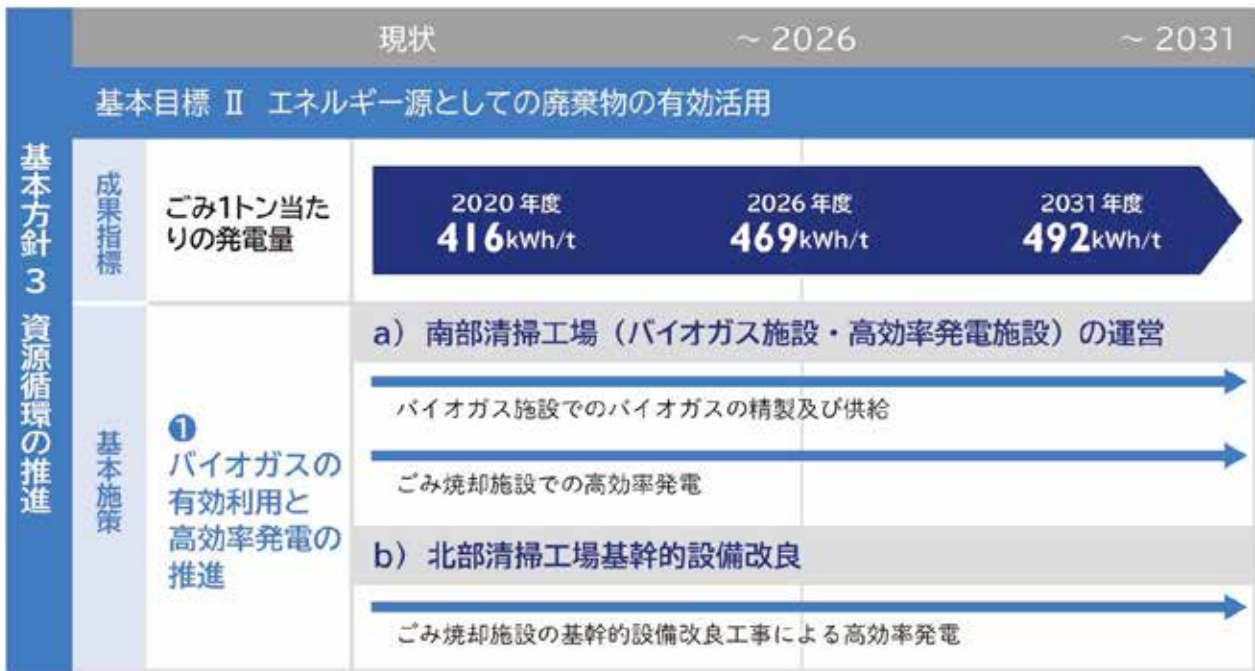 現状 ～2026 ～2031
基本目標 Ⅱ エネルギー源としての廃棄物の有効活用
基本方針 3 資源循環の推進
成果指標
ごみ1トン当た
りの発電量
2020年度 2026年度 2031年度
416kWh/t 469kWh/t 492kWh/t
基本施策
❶
バイオガスの
有効利用と
高効率発電の
推進
a）南部清掃工場（バイオガス施設・高効率発電施設）の運営
バイオガス施設でのバイオガスの精製及び供給
ごみ焼却施設での高効率発電
b）北部清掃工場基幹的設備改良
ごみ焼却施設の基幹的設備改良工事による高効率発電